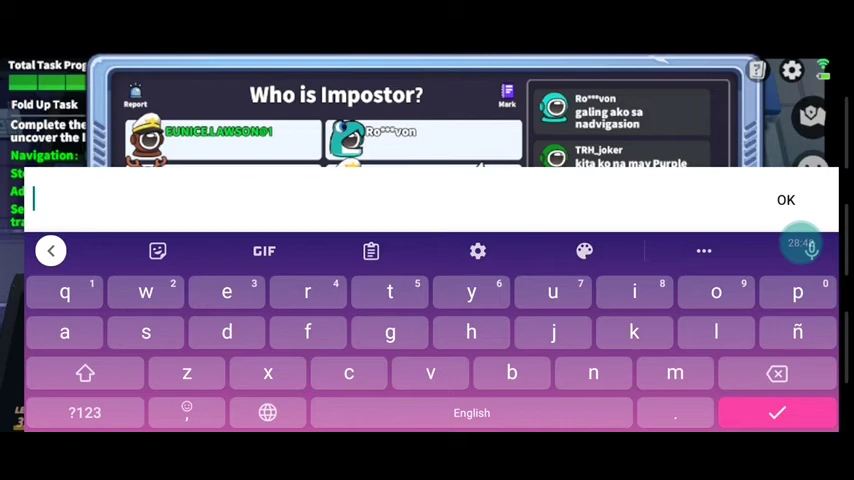 Total Task Prog
Fold Up Task
Complete the
uncover the
Navigation:
Report
Who is Impostor?
Mark
EUNICE.LAWSON01
Ro***von
Ro***von
galing ako sa
nadvigasion
TRH_joker
kita ko na may Purple
OK
GIF
28:4
q 1 w 2 e 3 r 4 t 5 y 6 u 7 i 8 o 9 p 0
a s d f g h j k l ñ
z x c v b n m
?123 , English .